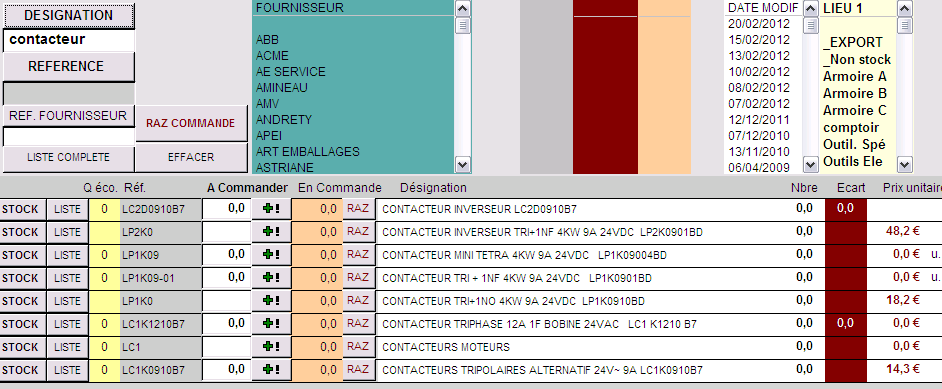 DESIGNATION
contacteur
REFERENCE
REF. FOURNISSEUR
RAZ COMMANDE
LISTE COMPLETE EFFACER
FOURNISSEUR
ABB
ACME
AE SERVICE
AMINEAU
AMV
ANDRETY
APEI
ART EMBALLAGES
ASTRIANE
DATE MODIF
20/02/2012
15/02/2012
13/02/2012
10/02/2012
08/02/2012
07/02/2012
12/12/2011
07/12/2010
13/11/2010
06/04/2009
LIEU 1
_EXPORT
_Non stock
Armoire A
Armoire B
Armoire C
comptoir
Outil. Spé
Outils Ele
Q éco. Réf. A Commander En Commande Désignation Nbre Ecart Prix unitaire
STOCK LISTE 0 LC2D0910B7 0,0 +! 0,0 RAZ CONTACTEUR INVERSEUR LC2D0910B7 0,0 0,0
STOCK LISTE 0 LP2K0 +! 0,0 RAZ CONTACTEUR INVERSEUR TRI+1NF 4KW 9A 24VDC LP2K0901BD 0,0 48,2 €
STOCK LISTE 0 LP1K09 0,0 +! 0,0 RAZ CONTACTEUR MINI TETRA 4KW 9A 24VDC LP1K09004BD 0,0 0,0 € u.
STOCK LISTE 0 LP1K09-01 0,0 +! 0,0 RAZ CONTACTEUR TRI + 1NF 4KW 9A 24VDC LP1K0901BD 0,0 0,0 € u.
STOCK LISTE 0 LP1K0 +! 0,0 RAZ CONTACTEUR TRI+1NO 4KW 9A 24VDC LP1K0910BD 0,0 18,2 €
STOCK LISTE 0 LC1K1210B7 0,0 +! 0,0 RAZ CONTACTEUR TRIPHASE 12A 1F BOBINE 24VAC LC1 K1210 B7 0,0 0,0 0,0 €
STOCK LISTE 0 LC1 +! 0,0 RAZ CONTACTEURS MOTEURS 0,0
STOCK LISTE 0 LC1K0910B7 0,0 +! 0,0 RAZ CONTACTEURS TRIPOLAIRES ALTERNATIF 24V~ 9A LC1K0910B7 0,0 14,3 €